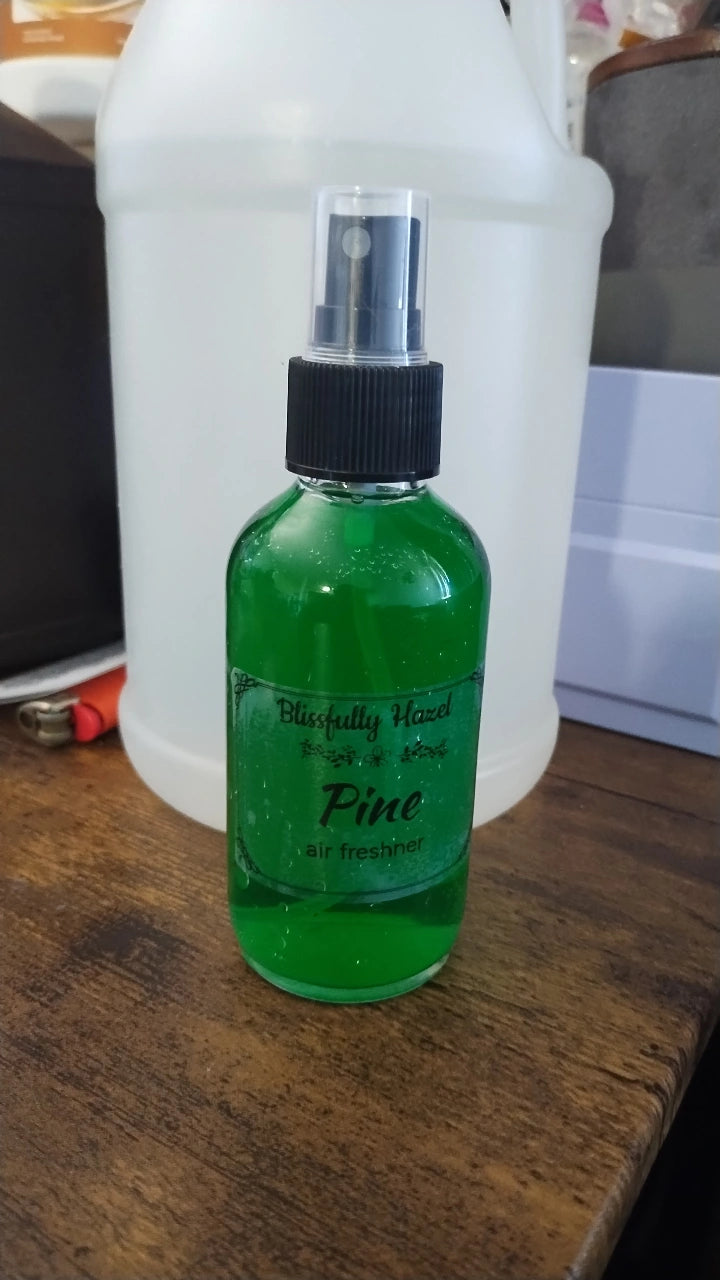 Blissfully Hazel
Pine
air freshner